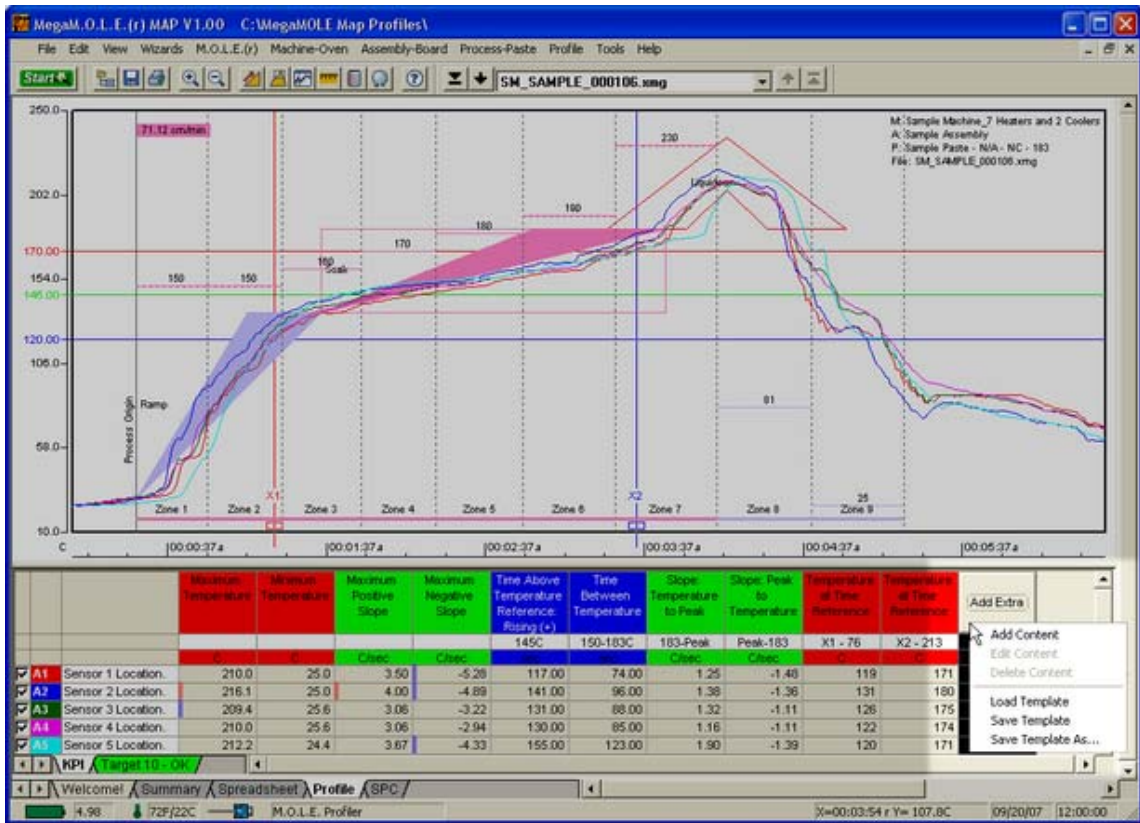 MegaM.O.L.E.(r) MAP V1.00 C:\MegaMOLE Map Profiles\
File Edit View Wizards M.O.L.E.(r) Machine-Oven Assembly-Board Process-Paste Profile Tools Help
Start
SM_SAMPLE_000106.xmg
260.0
71.12 cm/min
230
M: Sample Machine_7 Heaters and 2 Coolers
A: Sample Assembly
P: Sample Paste - N/A - NC - 183
File: SM_SAMPLE_000106.xmg
Liquidous
202.0
190
180
170
170.00
160
Soak
154.0
150
150
145.00
120.00
106.0
Ramp
81
Process Origin
58.0
X1
X2
25
Zone 1 Zone 2 Zone 3 Zone 4 Zone 5 Zone 6 Zone 7 Zone 8 Zone 9
10.0
C
00:00:37a 00:01:37a 00:02:37a 00:03:37a 00:04:37a 00:05:37a
Maximum Temperature
Minimum Temperature
Maximum Positive Slope
Maximum Negative Slope
Time Above Temperature Reference: Rising (+)
Time Between Temperature
Slope: Temperature to Peak
Slope: Peak to Temperature
Temperature at Time Reference
Temperature at Time Reference
Add Extra
145C 150-183C 183-Peak Peak-183 X1 - 76 X2 - 213
C C C/sec C/sec C/sec C/sec C C
A1 Sensor 1 Location. 210.0 25.0 3.50 -5.28 117.00 74.00 1.25 -1.48 119 171
A2 Sensor 2 Location. 216.1 25.0 4.00 -4.89 141.00 96.00 1.38 -1.36 131 180
A3 Sensor 3 Location. 209.4 25.6 3.06 -3.22 131.00 88.00 1.32 -1.11 126 175
A4 Sensor 4 Location. 210.0 25.6 3.06 -2.94 130.00 85.00 1.16 -1.11 122 174
A5 Sensor 5 Location. 212.2 24.4 3.67 -4.33 155.00 123.00 1.90 -1.39 120 171
Add Content
Edit Content
Delete Content
Load Template
Save Template
Save Template As...
KPI Target 10 - OK
Welcome! Summary Spreadsheet Profile SPC
4.98 72F/22C M.O.L.E. Profiler X=00:03:54 r Y= 107.8C 09/20/07 12:00:00